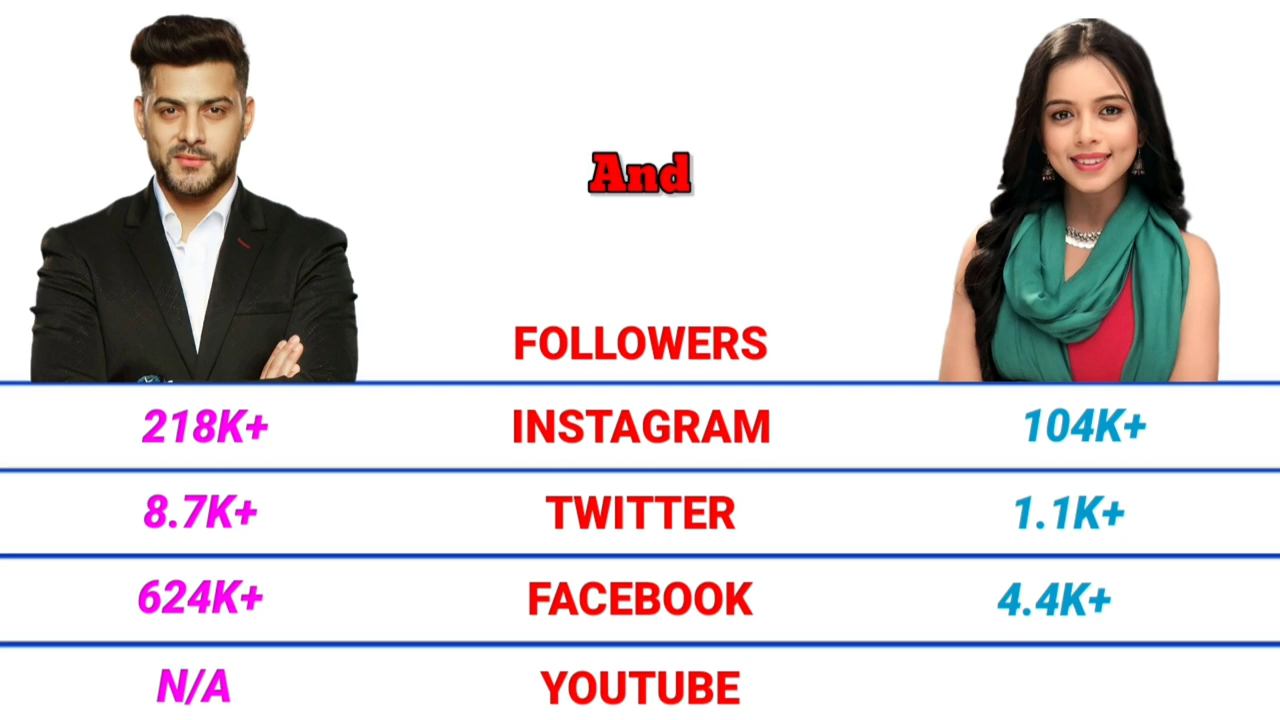 And
FOLLOWERS
218K+ INSTAGRAM 104K+
8.7K+ TWITTER 1.1K+
624K+ FACEBOOK 4.4K+
N/A YOUTUBE